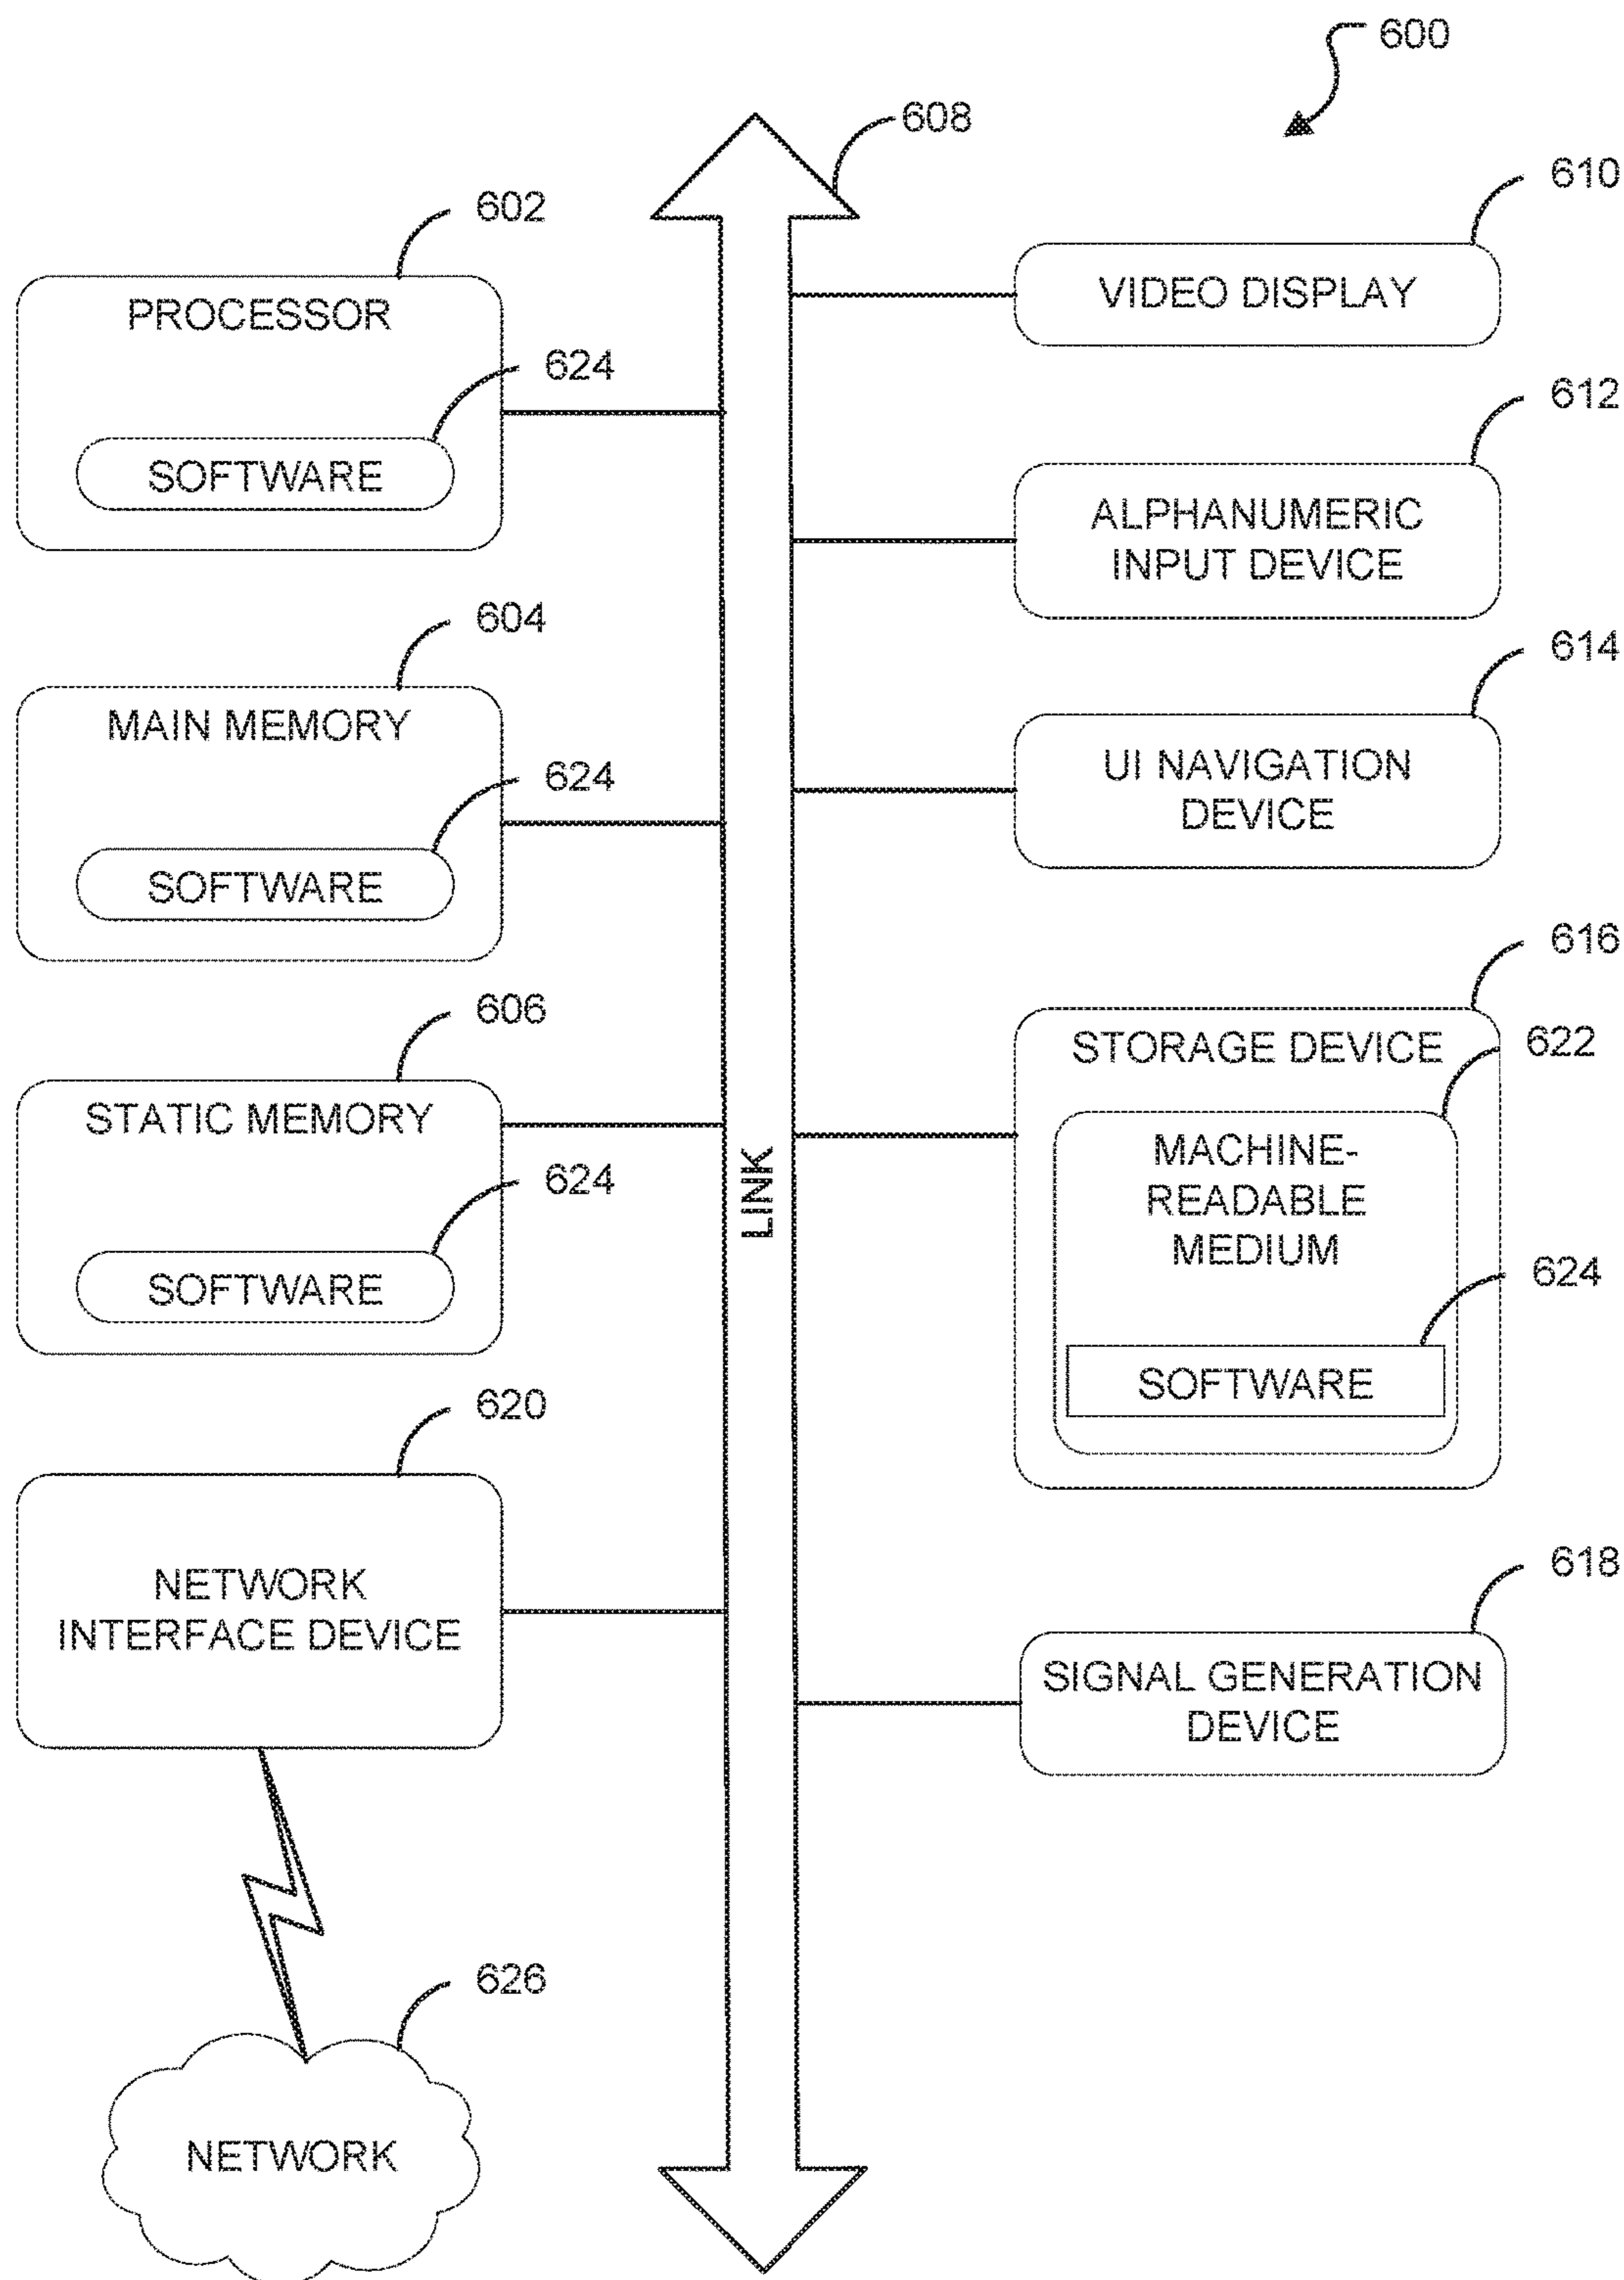 600
608
602
PROCESSOR
624
SOFTWARE
604
MAIN MEMORY
624
SOFTWARE
606
STATIC MEMORY
624
SOFTWARE
620
NETWORK
INTERFACE DEVICE
626
NETWORK
LINK
610
VIDEO DISPLAY
612
ALPHANUMERIC
INPUT DEVICE
614
UI NAVIGATION
DEVICE
616
STORAGE DEVICE
622
MACHINE-
READABLE
MEDIUM
624
SOFTWARE
618
SIGNAL GENERATION
DEVICE